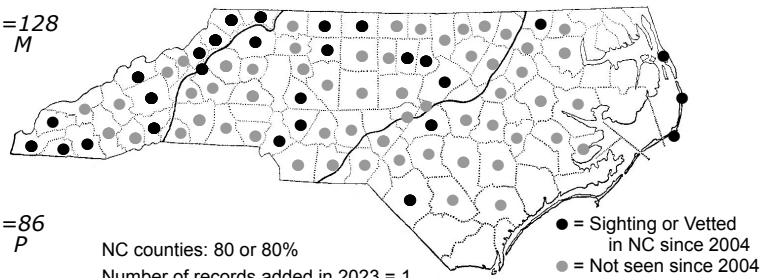 =128
M
=86
P
NC counties: 80 or 80%
Number of records added in 2023 = 1
● = Sighting or Vetted
in NC since 2004
● = Not seen since 2004